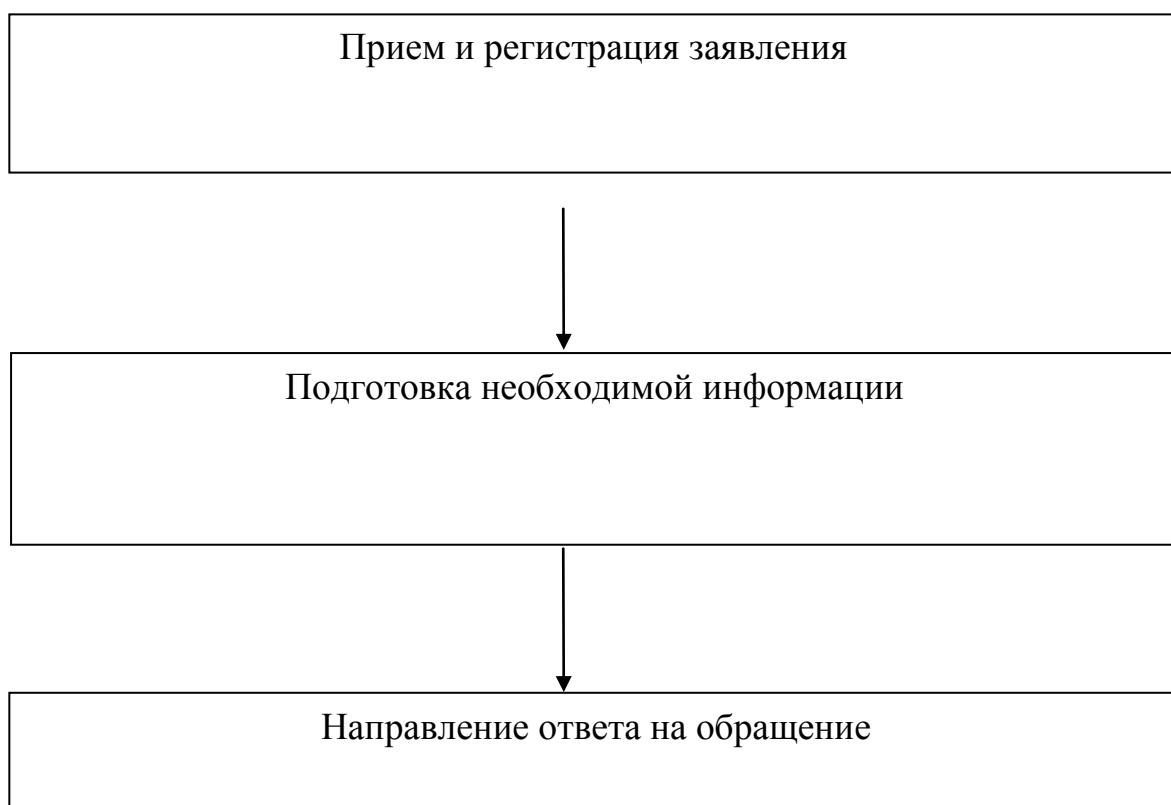 Прием и регистрация заявления
Подготовка необходимой информации
Направление ответа на обращение